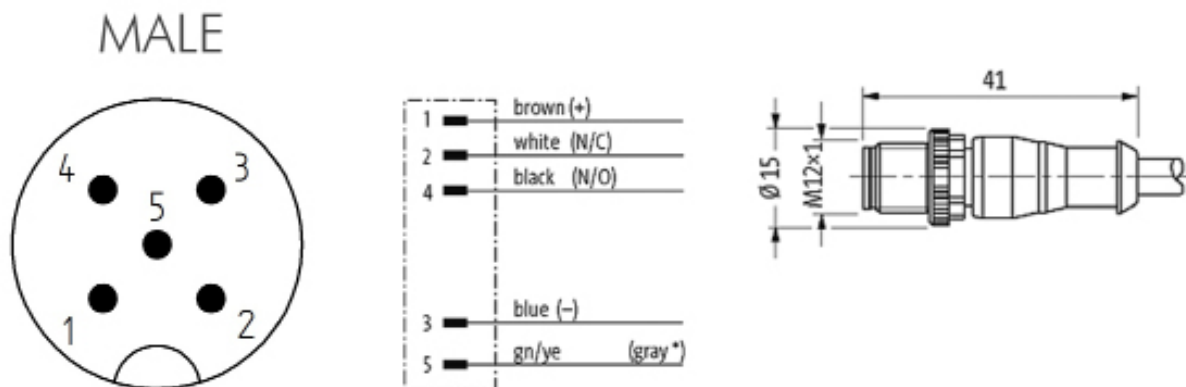 MALE
4
3
5
1
2
1 brown (+)
2 white (N/C)
4 black (N/O)
3 blue (–)
5 gn/ye (gray *)
41
Ø 15
M12×1